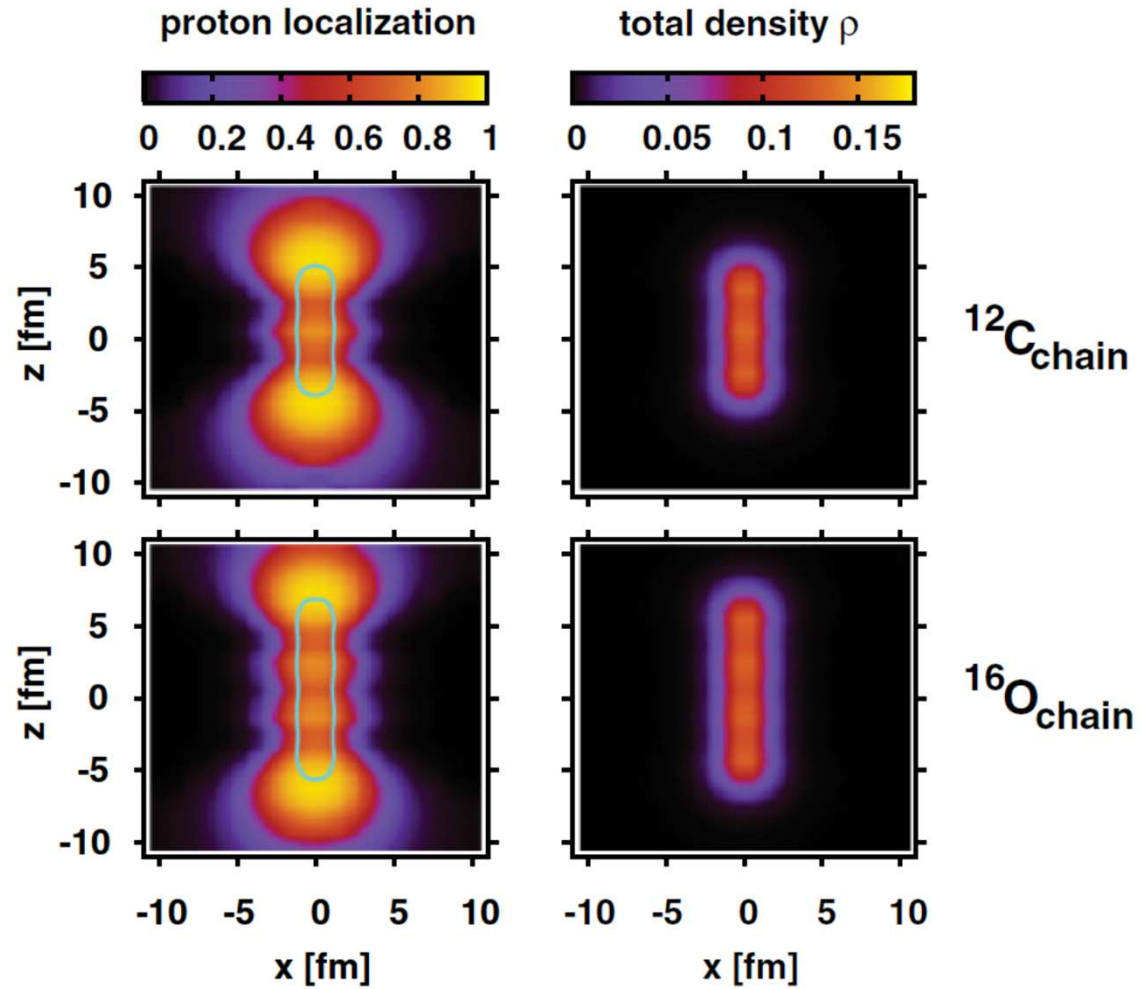 proton localization
total density ρ
0 0.2 0.4 0.6 0.8 1
0 0.05 0.1 0.15
10
5
0
-5
-10
z [fm]
12Cchain
10
5
0
-5
-10
z [fm]
16Ochain
-10 -5 0 5 10
-10 -5 0 5 10
x [fm]
x [fm]